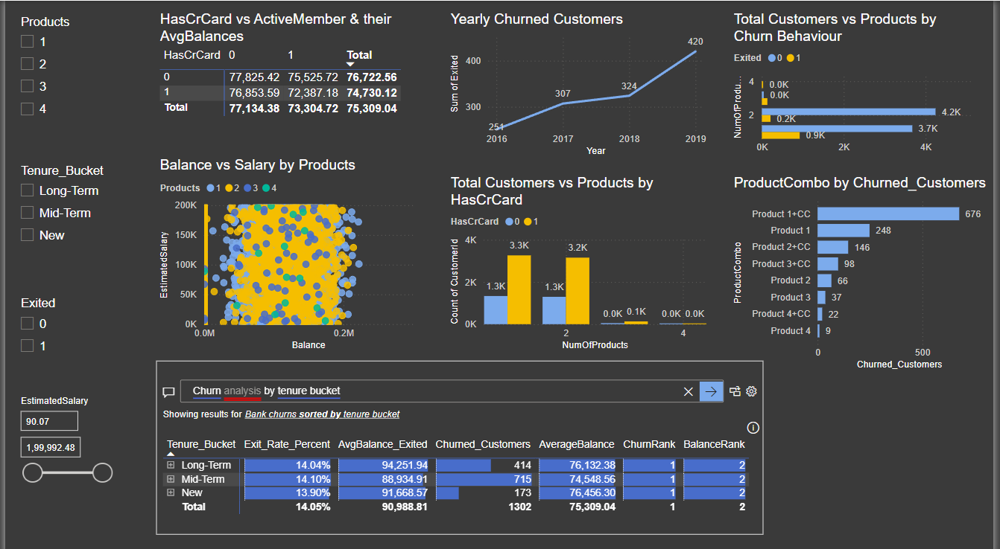 Products
1
2
3
4
Tenure_Bucket
Long-Term
Mid-Term
New
Exited
0
1
EstimatedSalary
90.07
1,99,992.48
HasCrCard vs ActiveMember & their
AvgBalances
HasCrCard 0 1 Total
0 77,825.42 75,525.72 76,722.56
1 76,853.59 72,387.18 74,730.12
Total 77,134.38 73,304.72 75,309.04
Yearly Churned Customers
Sum of Exited
400
300
251
307
324
420
2016 2017 2018 2019
Year
Total Customers vs Products by
Churn Behaviour
Exited 0 1
NumOfProdu...
4
2
0.0K
0.0K
4.2K
0.2K
3.7K
0.9K
0K 2K 4K
Balance vs Salary by Products
Products 1 2 3 4
EstimatedSalary
200K
150K
100K
50K
0K
0.0M 0.2M
Balance
Total Customers vs Products by
HasCrCard
HasCrCard 0 1
Count of CustomerId
4K
2K
0K
1.3K 3.3K 1.3K 3.2K 0.0K 0.1K 0.0K 0.0K
2 4
NumOfProducts
ProductCombo by Churned_Customers
ProductCombo
Product 1+CC 676
Product 1 248
Product 2+CC 146
Product 3+CC 98
Product 2 66
Product 3 37
Product 4+CC 22
Product 4 9
0 500
Churned_Customers
Churn analysis by tenure bucket
Showing results for Bank churns sorted by tenure bucket
Tenure_Bucket Exit_Rate_Percent AvgBalance_Exited Churned_Customers AverageBalance ChurnRank BalanceRank
Long-Term 14.04% 94,251.94 414 76,132.38 1 2
Mid-Term 14.10% 88,934.91 715 74,548.56 1 2
New 13.90% 91,668.57 173 76,456.30 1 2
Total 14.05% 90,988.81 1302 75,309.04 1 2